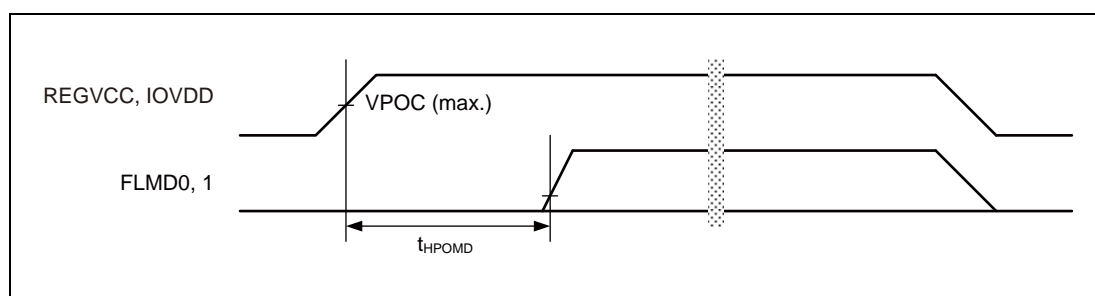 REGVCC, IOVDD
VPOC (max.)
FLMD0, 1
tHPOMD